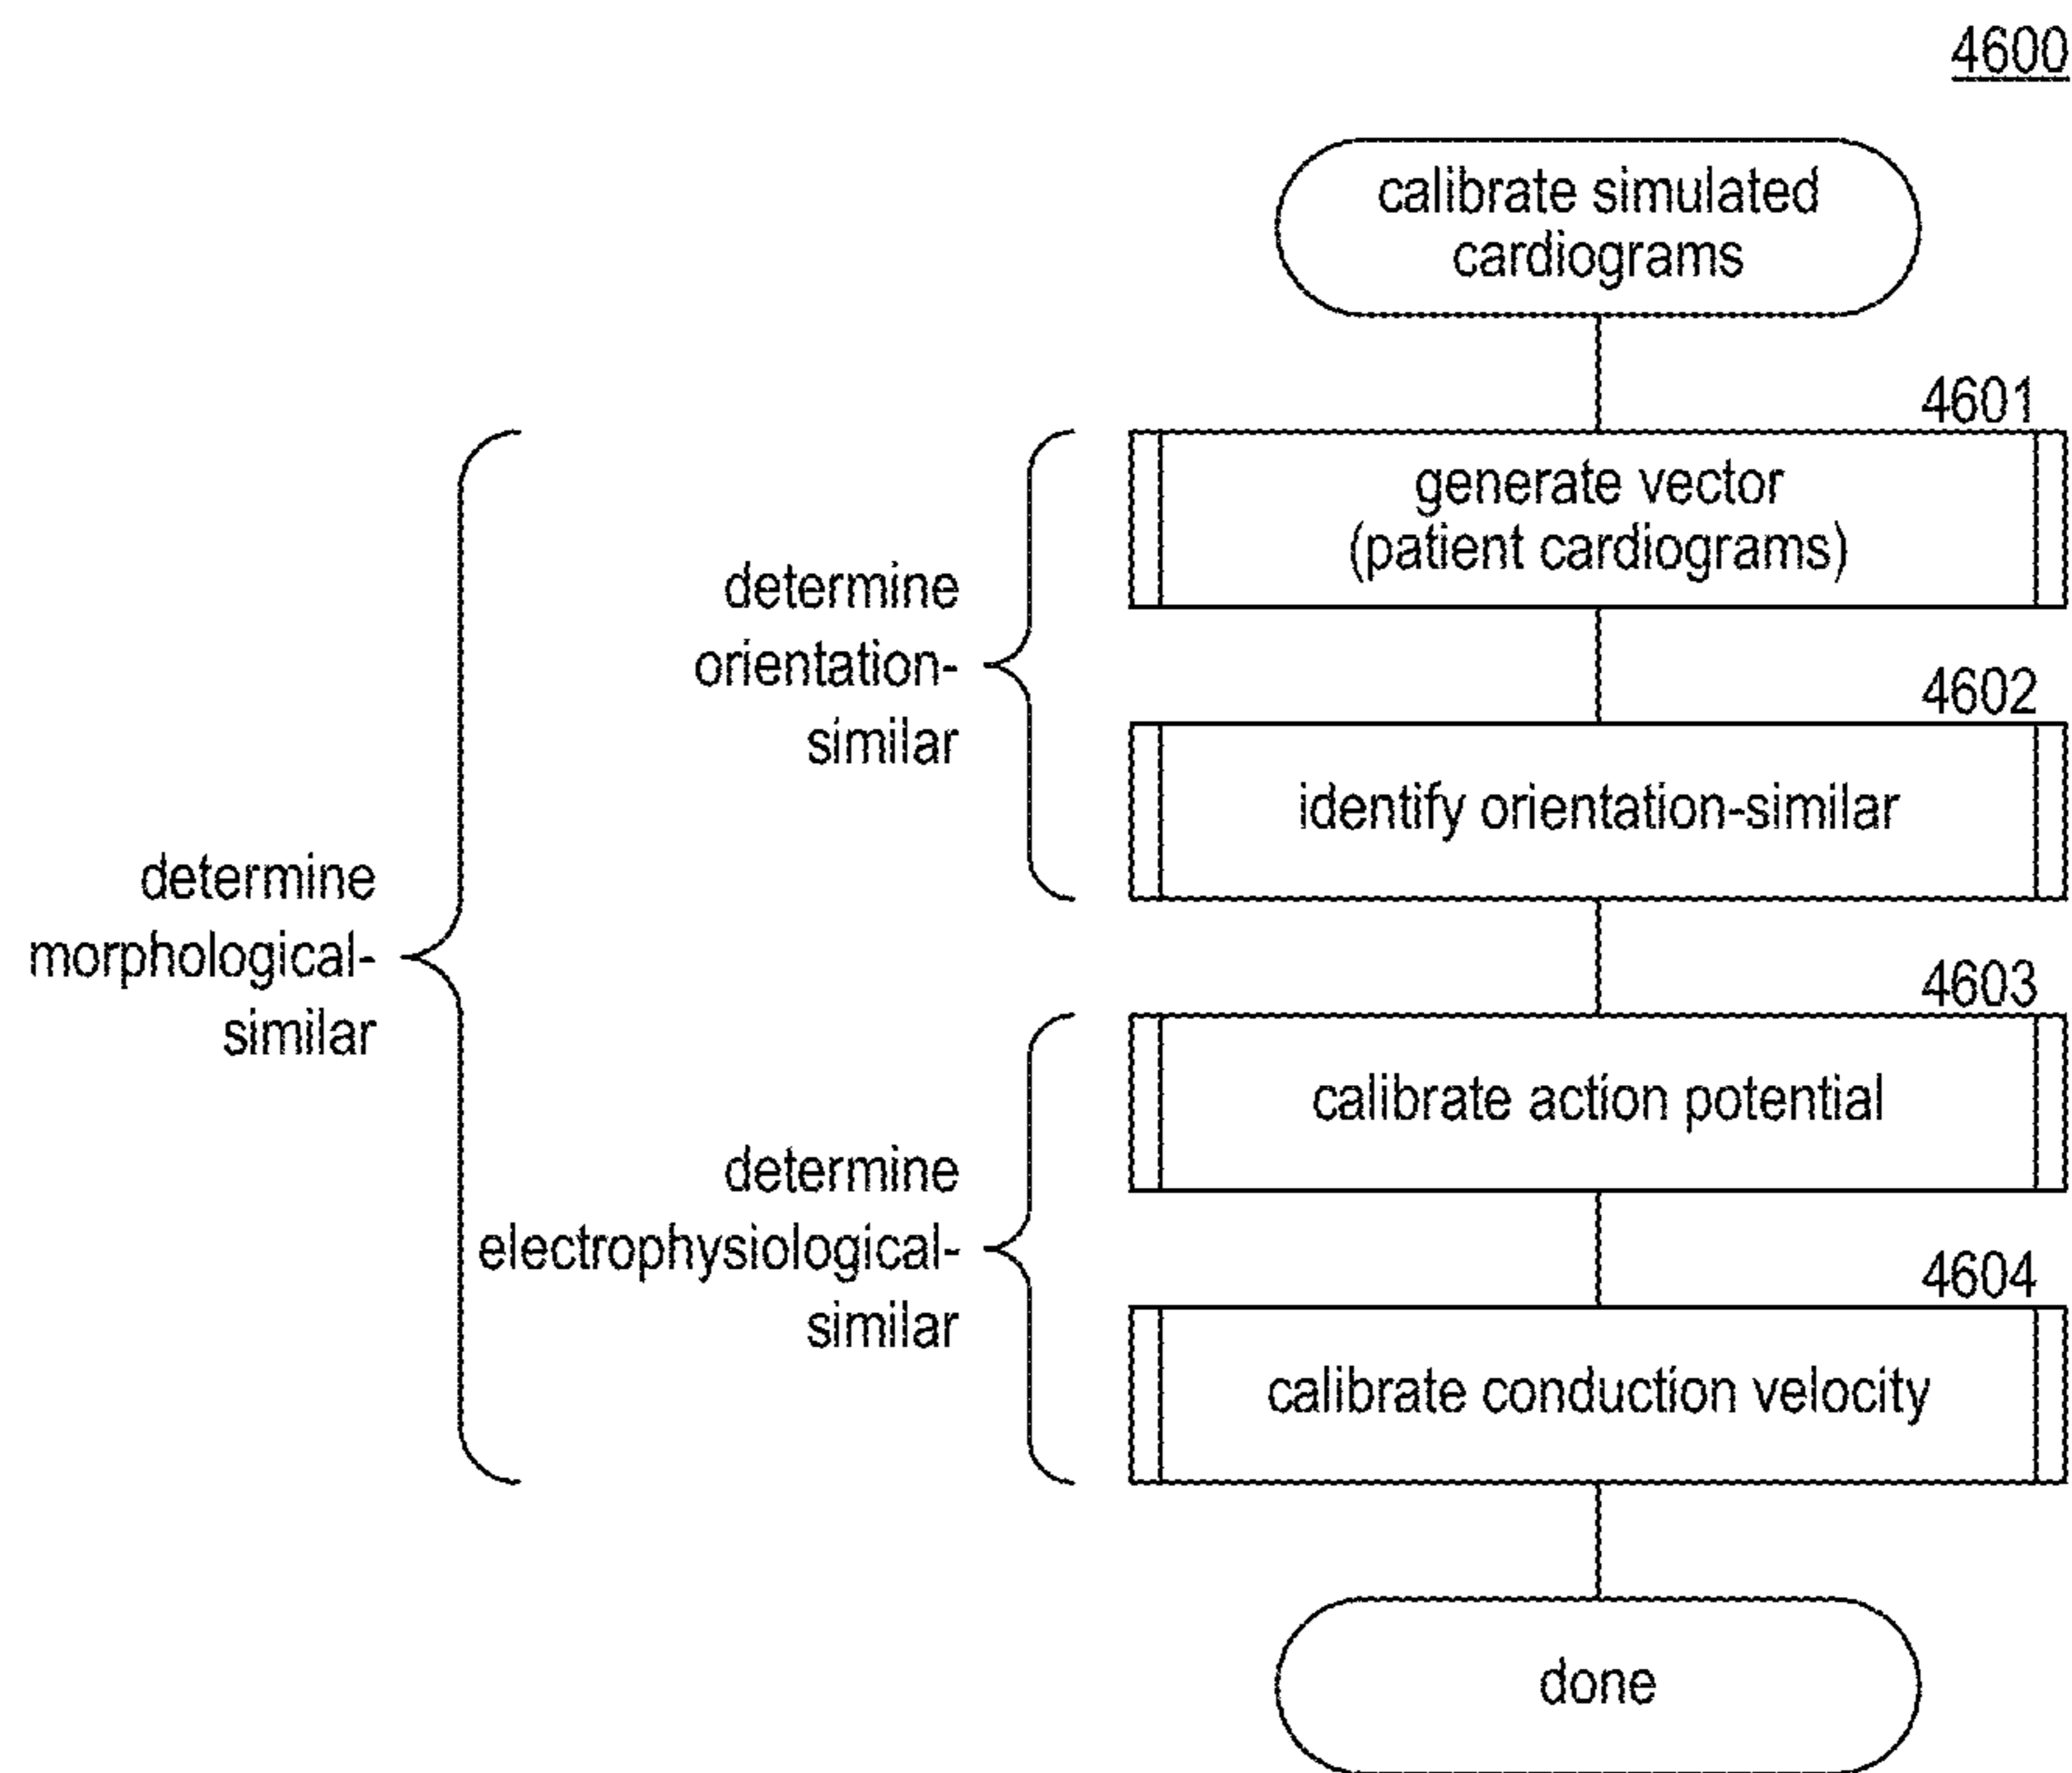 4600
calibrate simulated
cardiograms
4601
generate vector
(patient cardiograms)
determine
orientation-
similar
4602
identify orientation-similar
determine
morphological-
similar
4603
calibrate action potential
determine
electrophysiological-
similar
4604
calibrate conduction velocity
done